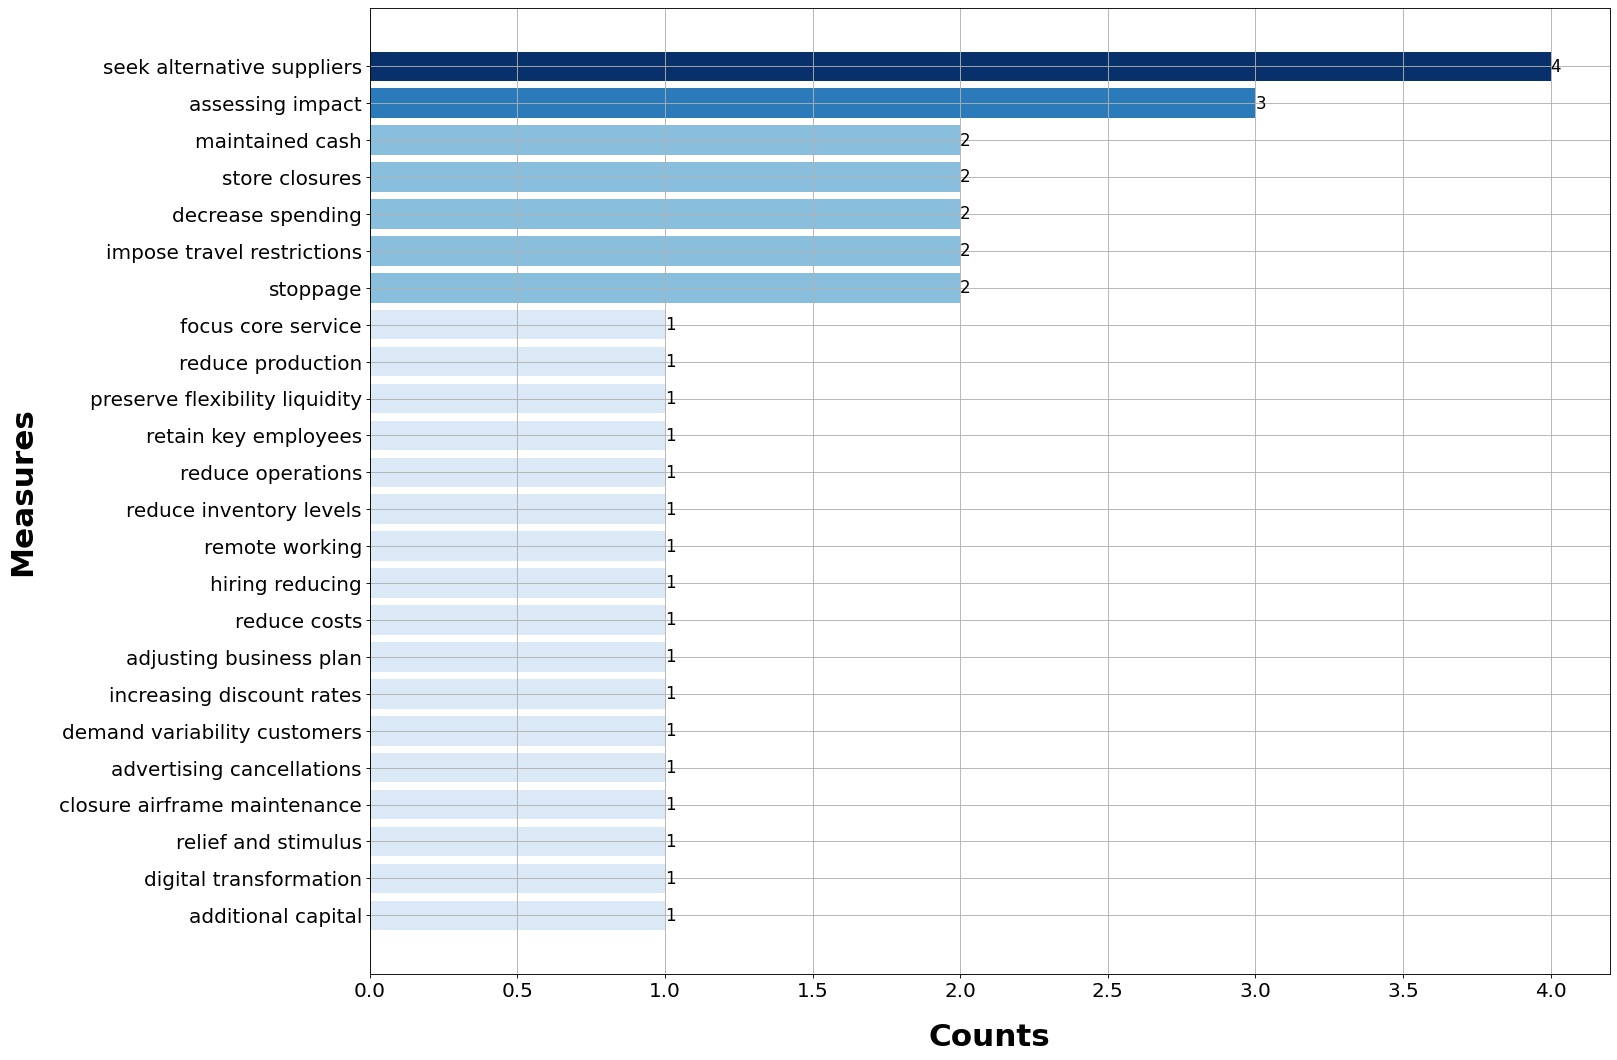 seek alternative suppliers 4
assessing impact 3
maintained cash 2
store closures 2
decrease spending 2
impose travel restrictions 2
stoppage 2
focus core service 1
reduce production 1
preserve flexibility liquidity 1
retain key employees 1
reduce operations 1
reduce inventory levels 1
remote working 1
hiring reducing 1
reduce costs 1
adjusting business plan 1
increasing discount rates 1
demand variability customers 1
advertising cancellations 1
closure airframe maintenance 1
relief and stimulus 1
digital transformation 1
additional capital 1
Measures
0.0 0.5 1.0 1.5 2.0 2.5 3.0 3.5 4.0
Counts